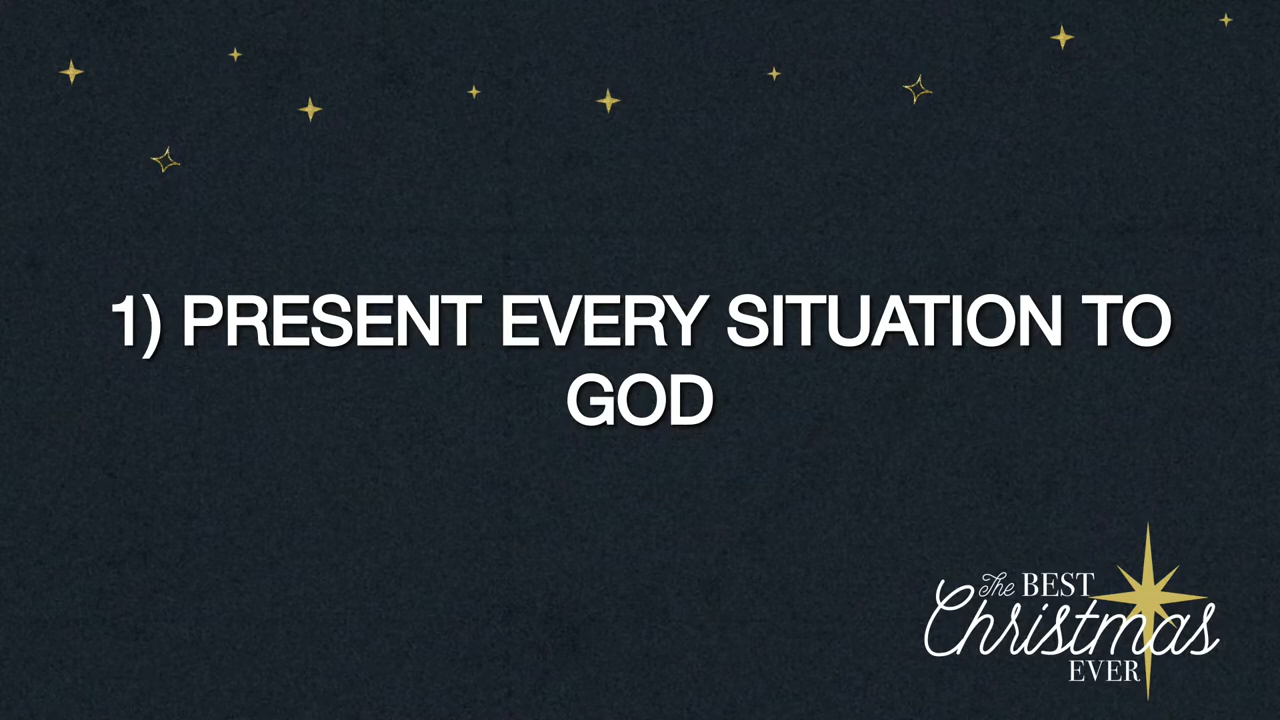 1) PRESENT EVERY SITUATION TO
GOD
The BEST
Christmas
EVER